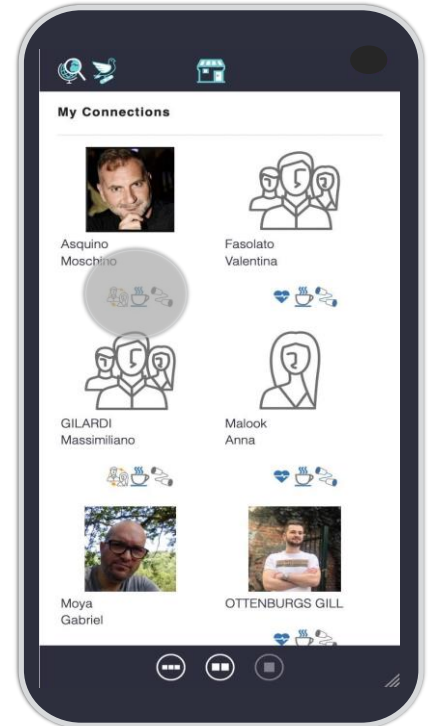 My Connections
Asquino
Moschino
Fasolato
Valentina
GILARDI
Massimiliano
Malook
Anna
Moya
Gabriel
OTTENBURGS GILL